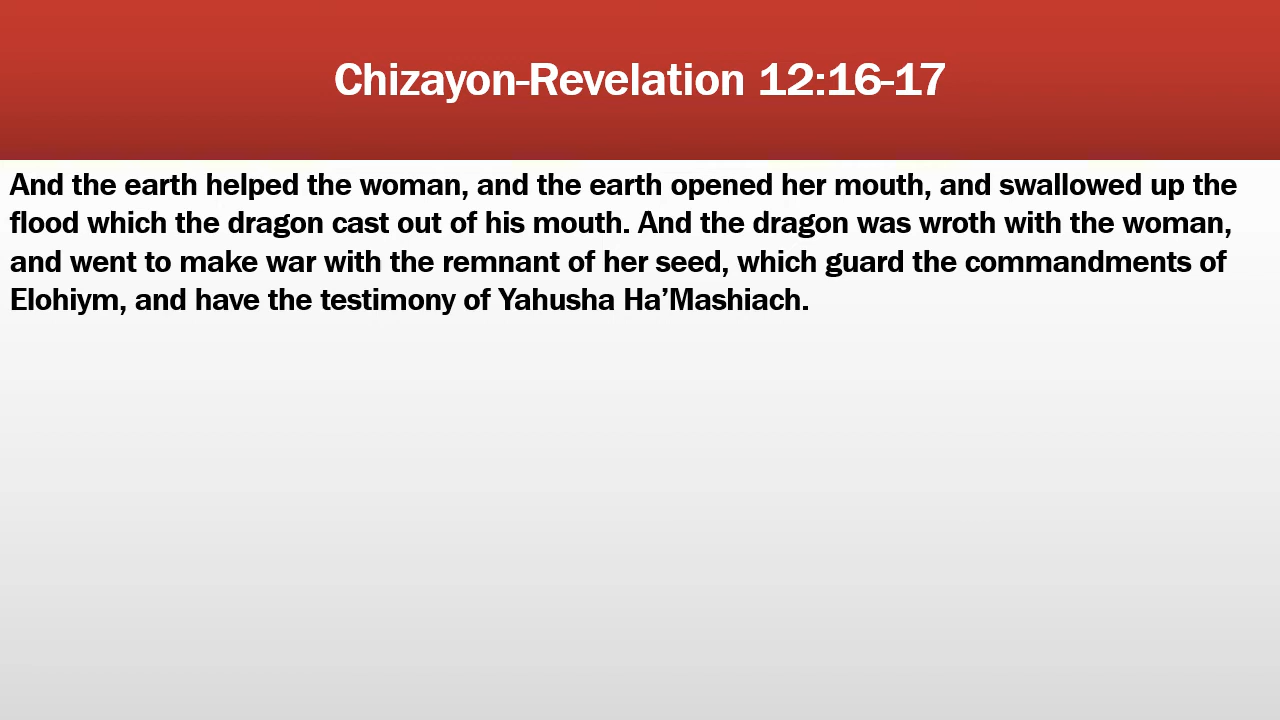 Chizayon-Revelation 12:16-17
And the earth helped the woman, and the earth opened her mouth, and swallowed up the
flood which the dragon cast out of his mouth. And the dragon was wroth with the woman,
and went to make war with the remnant of her seed, which guard the commandments of
Elohiym, and have the testimony of Yahusha Ha’Mashiach.